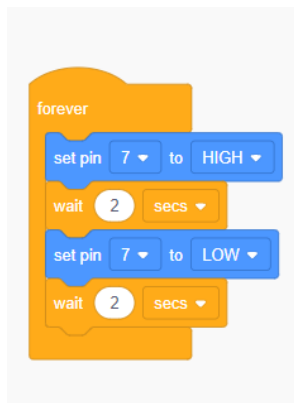 forever
set pin 7 to HIGH
wait 2 secs
set pin 7 to LOW
wait 2 secs